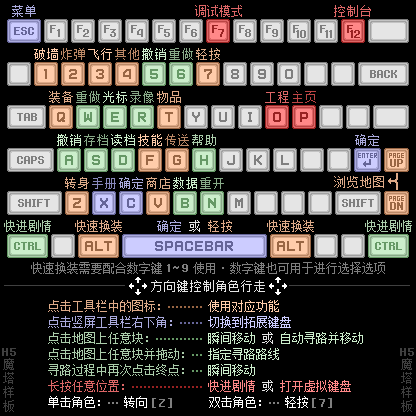 菜单 调试模式 控制台
ESC F1 F2 F3 F4 F5 F6 F7 F8 F9 F10 F11 F12
破墙 炸弹 飞行 其他 撤销 重做 轻按
1 2 3 4 5 6 7 8 9 0 BACK
装备 重做 光标 录像 物品 工程 主页
TAB Q W E R T Y U I O P
撤销 存档 读档 技能 传送 帮助 确定
CAPS A S D F G H J K L ENTER PAGE UP
转身 手册 确定 商店 数据 重开 浏览地图
SHIFT Z X C V B N M SHIFT PAGE DN
快进剧情 快速换装 确定 或 轻按 快速换装 快进剧情
CTRL ALT SPACEBAR ALT CTRL
快速换装需要配合数字键 1~9 使用 · 数字键也可用于进行选择选项
方向键控制角色行走
点击工具栏中的图标: ········ 使用对应功能
点击竖屏工具栏右下角: ······ 切换到拓展键盘
点击地图上任意块: ·········· 瞬间移动 或 自动寻路并移动
点击地图上任意块并拖动: ···· 指定寻路路线
寻路过程中再次点击终点: ···· 瞬间移动
长按任意位置: ·············· 快进剧情 或 打开虚拟键盘
单击角色: ··· 转向[Z] 双击角色: ··· 轻按[7]
H5魔塔样板
H5魔塔样板